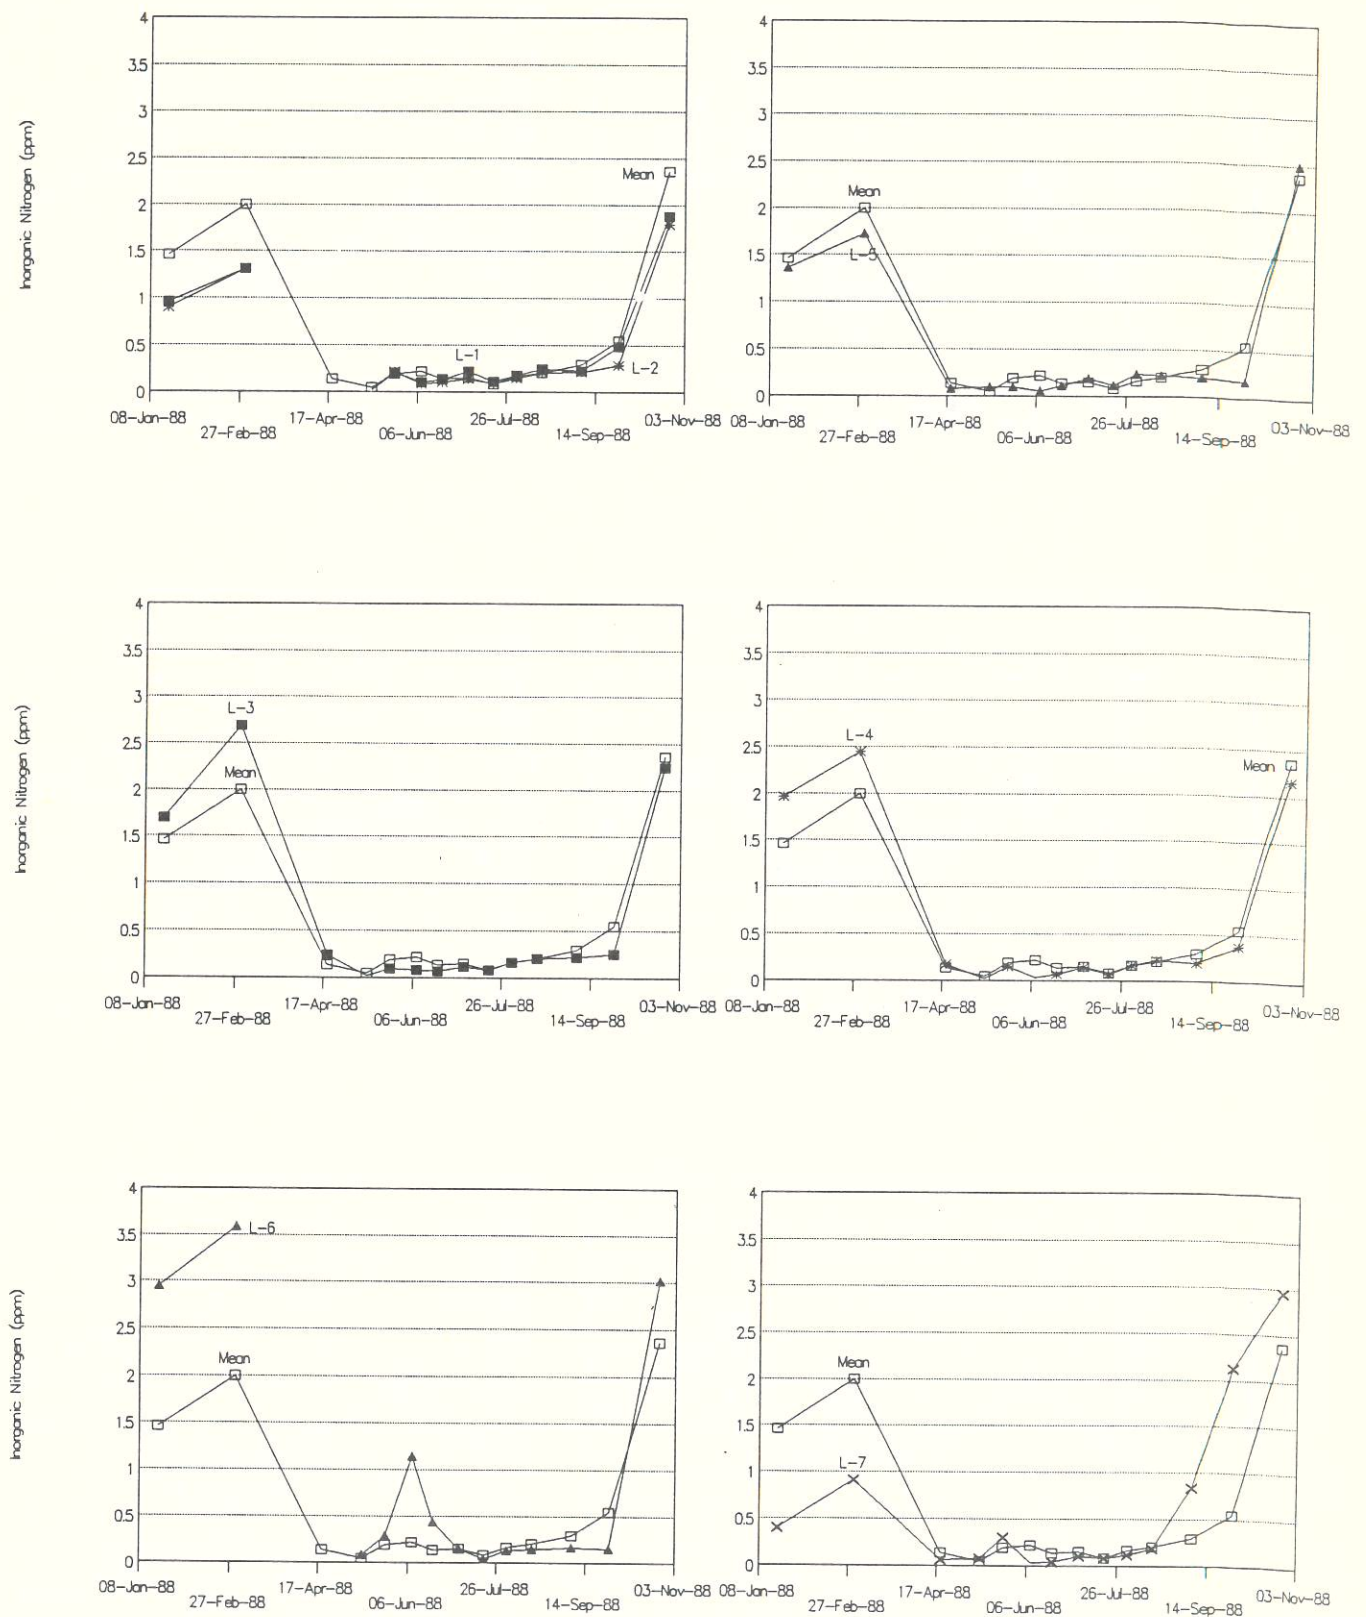 Inorganic Nitrogen (ppm)
4
3.5
3
2.5
2
1.5
1
0.5
0
Mean
L-1
L-2
08-Jan-88
27-Feb-88
17-Apr-88
06-Jun-88
26-Jul-88
14-Sep-88
03-Nov-88
4
3.5
3
2.5
2
1.5
1
0.5
0
Mean
L-5
08-Jan-88
27-Feb-88
17-Apr-88
06-Jun-88
26-Jul-88
14-Sep-88
03-Nov-88
Inorganic Nitrogen (ppm)
4
3.5
3
2.5
2
1.5
1
0.5
0
L-3
Mean
08-Jan-88
27-Feb-88
17-Apr-88
06-Jun-88
26-Jul-88
14-Sep-88
03-Nov-88
4
3.5
3
2.5
2
1.5
1
0.5
0
L-4
Mean
08-Jan-88
27-Feb-88
17-Apr-88
06-Jun-88
26-Jul-88
14-Sep-88
03-Nov-88
Inorganic Nitrogen (ppm)
4
3.5
3
2.5
2
1.5
1
0.5
0
L-6
Mean
08-Jan-88
27-Feb-88
17-Apr-88
06-Jun-88
26-Jul-88
14-Sep-88
03-Nov-88
4
3.5
3
2.5
2
1.5
1
0.5
0
Mean
L-7
08-Jan-88
27-Feb-88
17-Apr-88
06-Jun-88
26-Jul-88
14-Sep-88
03-Nov-88